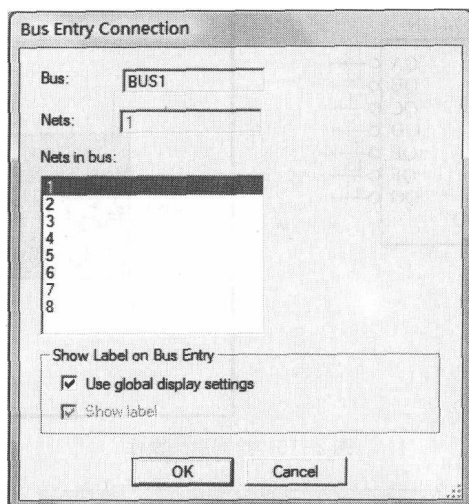 Bus Entry Connection
Bus: BUS1
Nets: 1
Nets in bus:
1
2
3
4
5
6
7
8
Show Label on Bus Entry
Use global display settings
Show label
OK Cancel